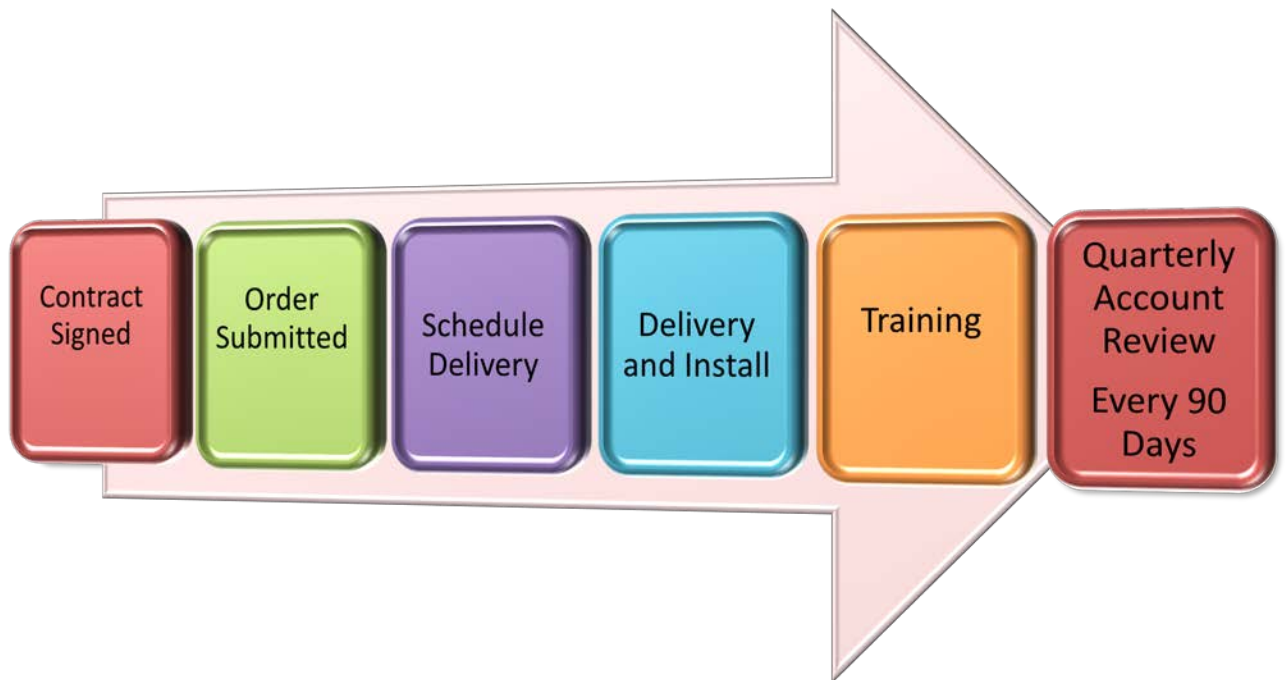 Contract
Signed
Order
Submitted
Schedule
Delivery
Delivery
and Install
Training
Quarterly
Account
Review
Every 90
Days